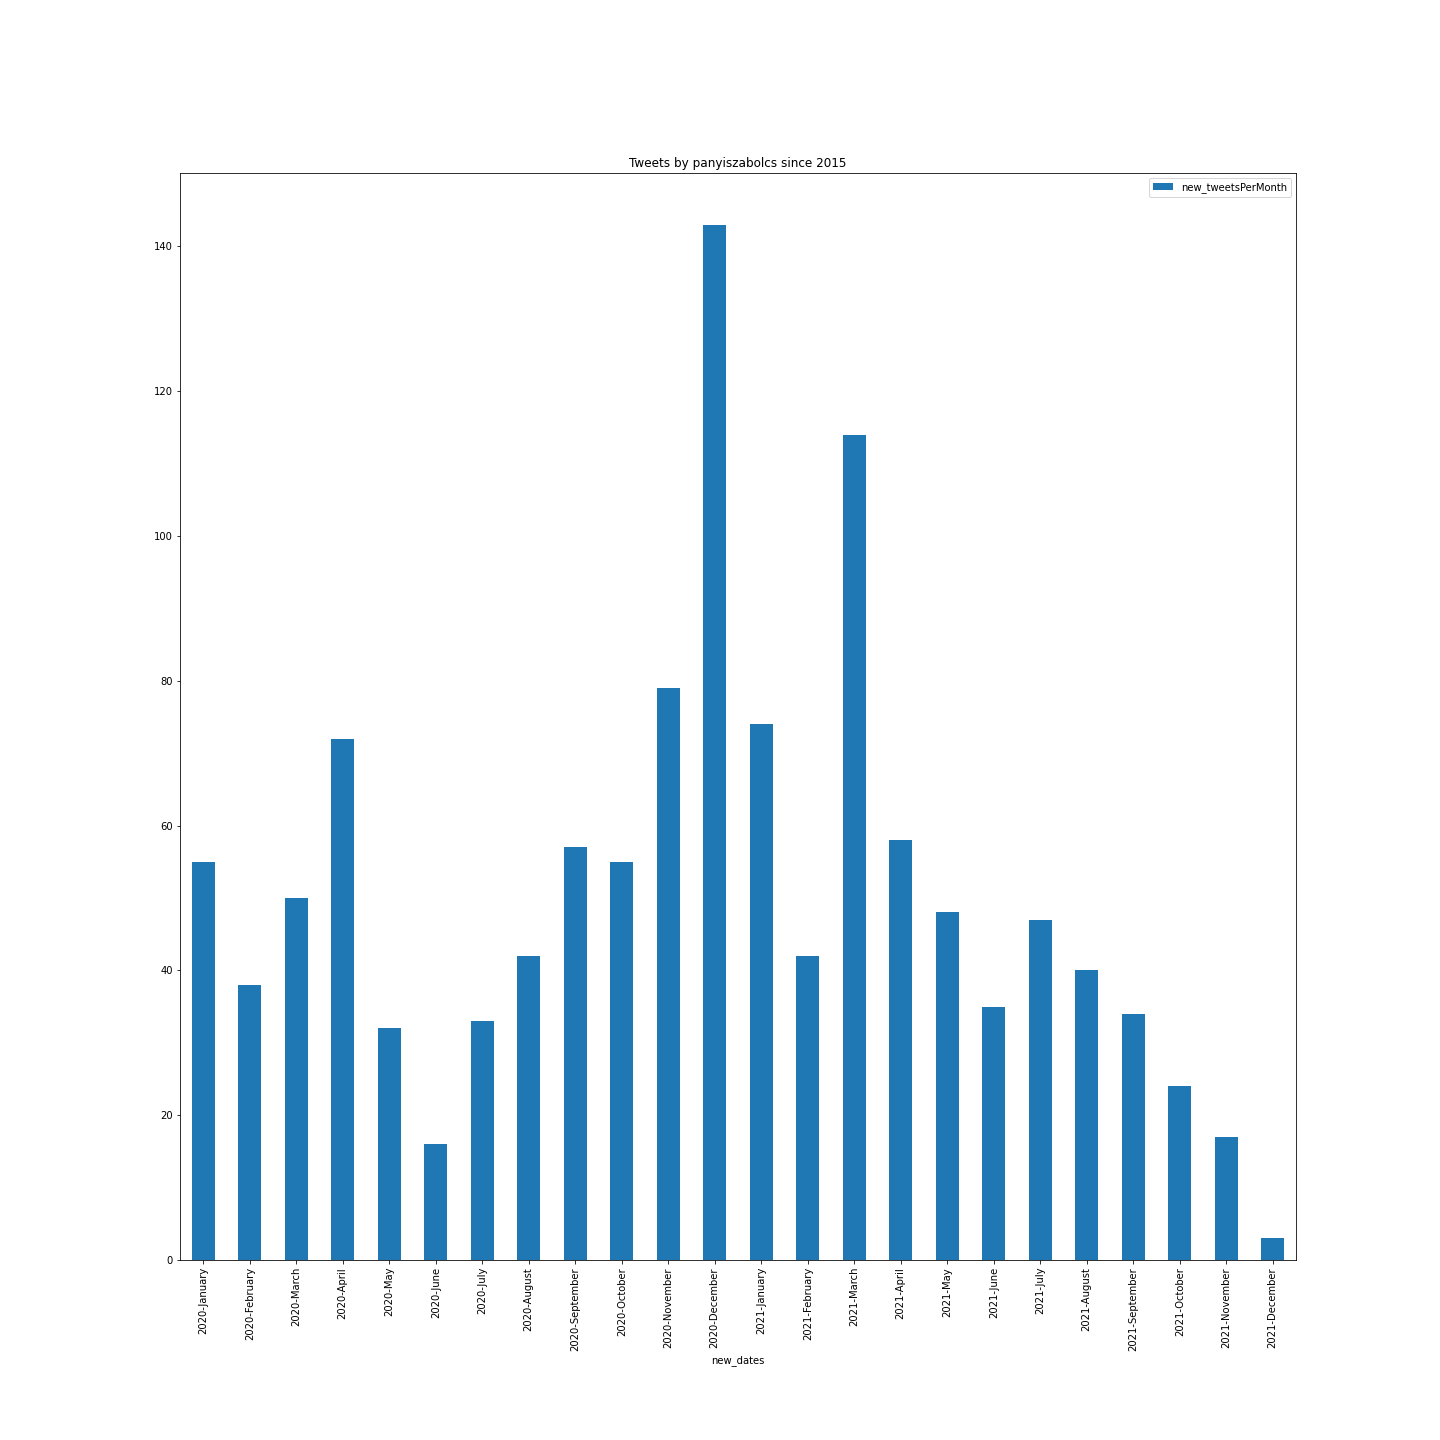 Tweets by panyiszabolcs since 2015
new_tweetsPerMonth
140
120
100
80
60
40
20
0
2020-January
2020-February
2020-March
2020-April
2020-May
2020-June
2020-July
2020-August
2020-September
2020-October
2020-November
2020-December
2021-January
2021-February
2021-March
2021-April
2021-May
2021-June
2021-July
2021-August
2021-September
2021-October
2021-November
2021-December
new_dates